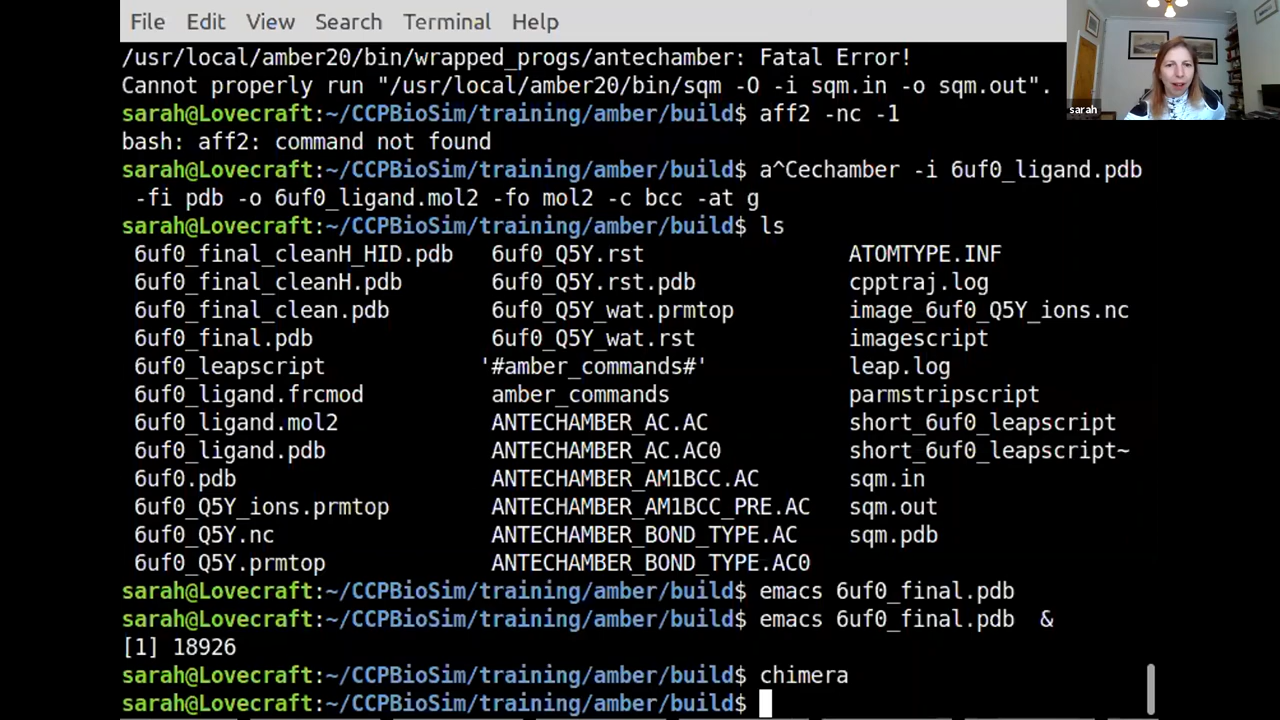 File Edit View Search Terminal Help
/usr/local/amber20/bin/wrapped_progs/antechamber: Fatal Error!
Cannot properly run "/usr/local/amber20/bin/sqm -O -i sqm.in -o sqm.out".
sarah
sarah@Lovecraft:~/CCPBioSim/training/amber/build$ aff2 -nc -1
bash: aff2: command not found
sarah@Lovecraft:~/CCPBioSim/training/amber/build$ a^Cechamber -i 6uf0_ligand.pdb
-fi pdb -o 6uf0_ligand.mol2 -fo mol2 -c bcc -at g
sarah@Lovecraft:~/CCPBioSim/training/amber/build$ ls
6uf0_final_cleanH_HID.pdb 6uf0_Q5Y.rst ATOMTYPE.INF
6uf0_final_cleanH.pdb 6uf0_Q5Y.rst.pdb cpptraj.log
6uf0_final_clean.pdb 6uf0_Q5Y_wat.prmtop image_6uf0_Q5Y_ions.nc
6uf0_final.pdb 6uf0_Q5Y_wat.rst imagescript
6uf0_leapscript '#amber_commands#' leap.log
6uf0_ligand.frcmod amber_commands parmstripscript
6uf0_ligand.mol2 ANTECHAMBER_AC.AC short_6uf0_leapscript
6uf0_ligand.pdb ANTECHAMBER_AC.AC0 short_6uf0_leapscript~
6uf0.pdb ANTECHAMBER_AM1BCC.AC sqm.in
6uf0_Q5Y_ions.prmtop ANTECHAMBER_AM1BCC_PRE.AC sqm.out
6uf0_Q5Y.nc ANTECHAMBER_BOND_TYPE.AC sqm.pdb
6uf0_Q5Y.prmtop ANTECHAMBER_BOND_TYPE.AC0
sarah@Lovecraft:~/CCPBioSim/training/amber/build$ emacs 6uf0_final.pdb
sarah@Lovecraft:~/CCPBioSim/training/amber/build$ emacs 6uf0_final.pdb &
[1] 18926
sarah@Lovecraft:~/CCPBioSim/training/amber/build$ chimera
sarah@Lovecraft:~/CCPBioSim/training/amber/build$